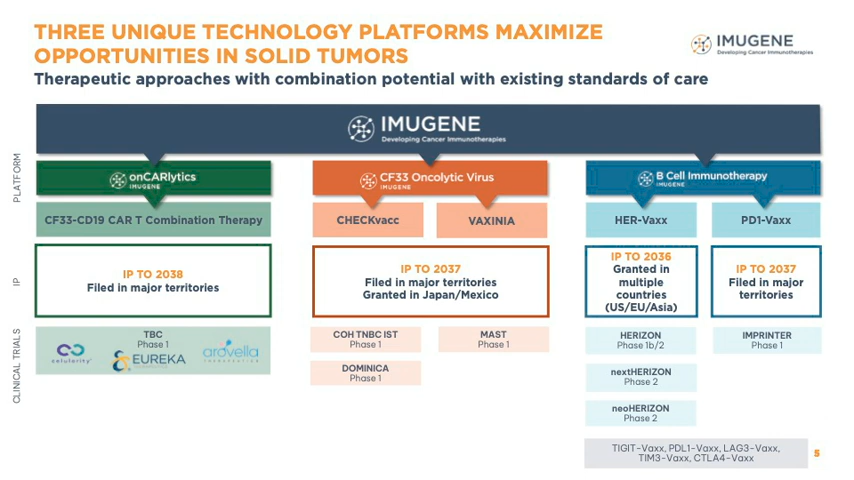 THREE UNIQUE TECHNOLOGY PLATFORMS MAXIMIZE
OPPORTUNITIES IN SOLID TUMORS
IMUGENE
Developing Cancer Immunotherapies
Therapeutic approaches with combination potential with existing standards of care
IMUGENE
Developing Cancer Immunotherapies
PLATFORM
onCARlytics
IMUGENE
CF33 Oncolytic Virus
IMUGENE
B Cell Immunotherapy
IMUGENE
CF33-CD19 CAR T Combination Therapy
CHECKvacc
VAXINIA
HER-Vaxx
PD1-Vaxx
IP
IP TO 2038
Filed in major territories
IP TO 2037
Filed in major territories
Granted in Japan/Mexico
IP TO 2036
Granted in
multiple
countries
(US/EU/Asia)
IP TO 2037
Filed in major
territories
CLINICAL TRIALS
TBC
Phase 1
celularity
EUREKA
arovella
COH TNBC IST
Phase 1
MAST
Phase 1
HERIZON
Phase 1b/2
IMPRINTER
Phase 1
DOMINICA
Phase 1
nextHERIZON
Phase 2
neoHERIZON
Phase 2
TIGIT-Vaxx, PDL1-Vaxx, LAG3-Vaxx,
TIM3-Vaxx, CTLA4-Vaxx
5